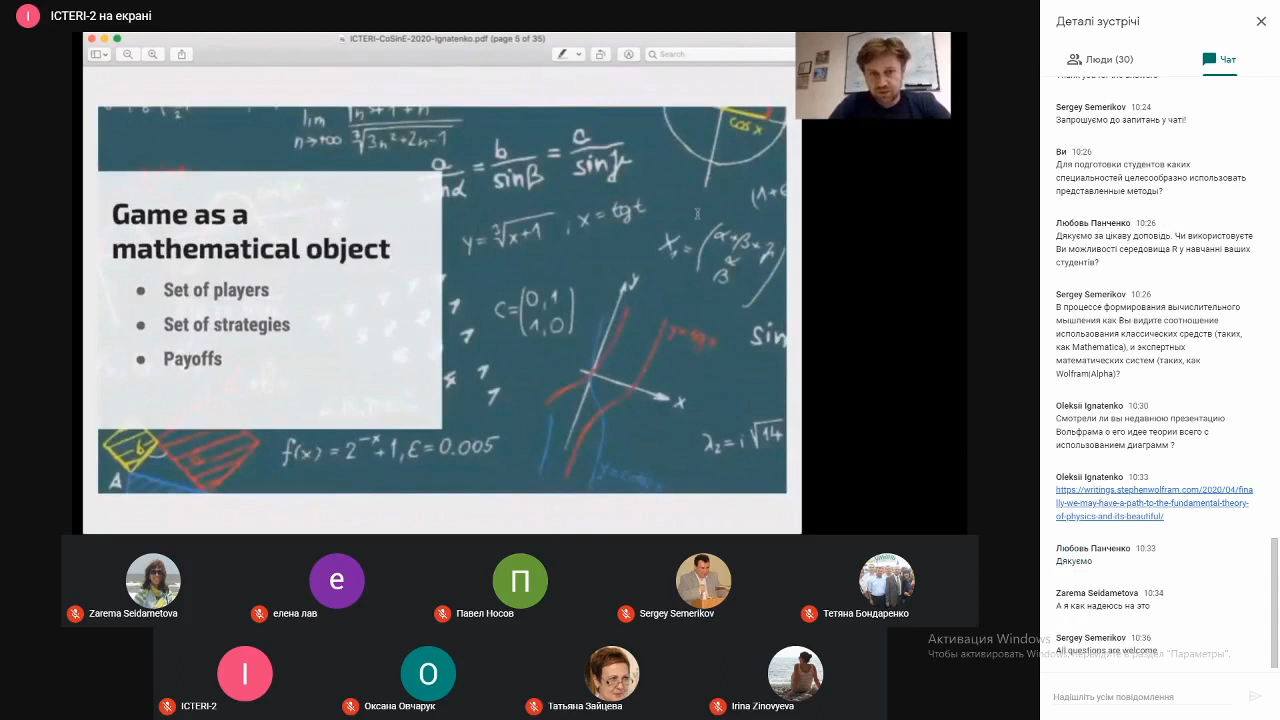 I
ICTERI-2 на екрані
ICTERI-CoSinE-2020-Ignatenko.pdf (page 5 of 35)
Search
Game as a
mathematical object
● Set of players
● Set of strategies
● Payoffs
lim
n→+∞
a/sinα = b/sinβ = c/sinγ
cos x
y = ∛x+1 , x = tg t
C = (0,1
1,0)
y
x
sin
λ₂ = i√14
f(x) = 2⁻ˣ+1, ε = 0.005
A
Zarema Seidametova
е
елена лав
П
Павел Носов
Sergey Semerikov
Тетяна Бондаренко
I
ICTERI-2
О
Оксана Овчарук
Татьяна Зайцева
Irina Zinovyeva
Деталі зустрічі
Люди (30)
Чат
Sergey Semerikov 10:24
Запрошуємо до запитань у чаті!
Ви 10:26
Для подготовки студентов каких
специальностей целесообразно использовать
представленные методы?
Любовь Панченко 10:26
Дякуємо за цікаву доповідь. Чи використовуєте
Ви можливості середовища R у навчанні ваших
студентів?
Sergey Semerikov 10:26
В процессе формирования вычислительного
мышления как Вы видите соотношение
использования классических средств (таких,
как Mathematica), и экспертных
математических систем (таких, как
Wolfram|Alpha)?
Oleksii Ignatenko 10:30
Смотрели ли вы недавнюю презентацию
Вольфрама о его идее теории всего с
использованием диаграмм ?
Oleksii Ignatenko 10:33
https://writings.stephenwolfram.com/2020/04/fina
lly-we-may-have-a-path-to-the-fundamental-theory
-of-physics-and-its-beautiful/
Любовь Панченко 10:33
Дякуємо
Zarema Seidametova 10:34
А я как надеюсь на это
Sergey Semerikov 10:36
All questions are welcome
Активация Windows
Чтобы активировать Windows, перейдите в раздел "Параметры".
Надішліть усім повідомлення